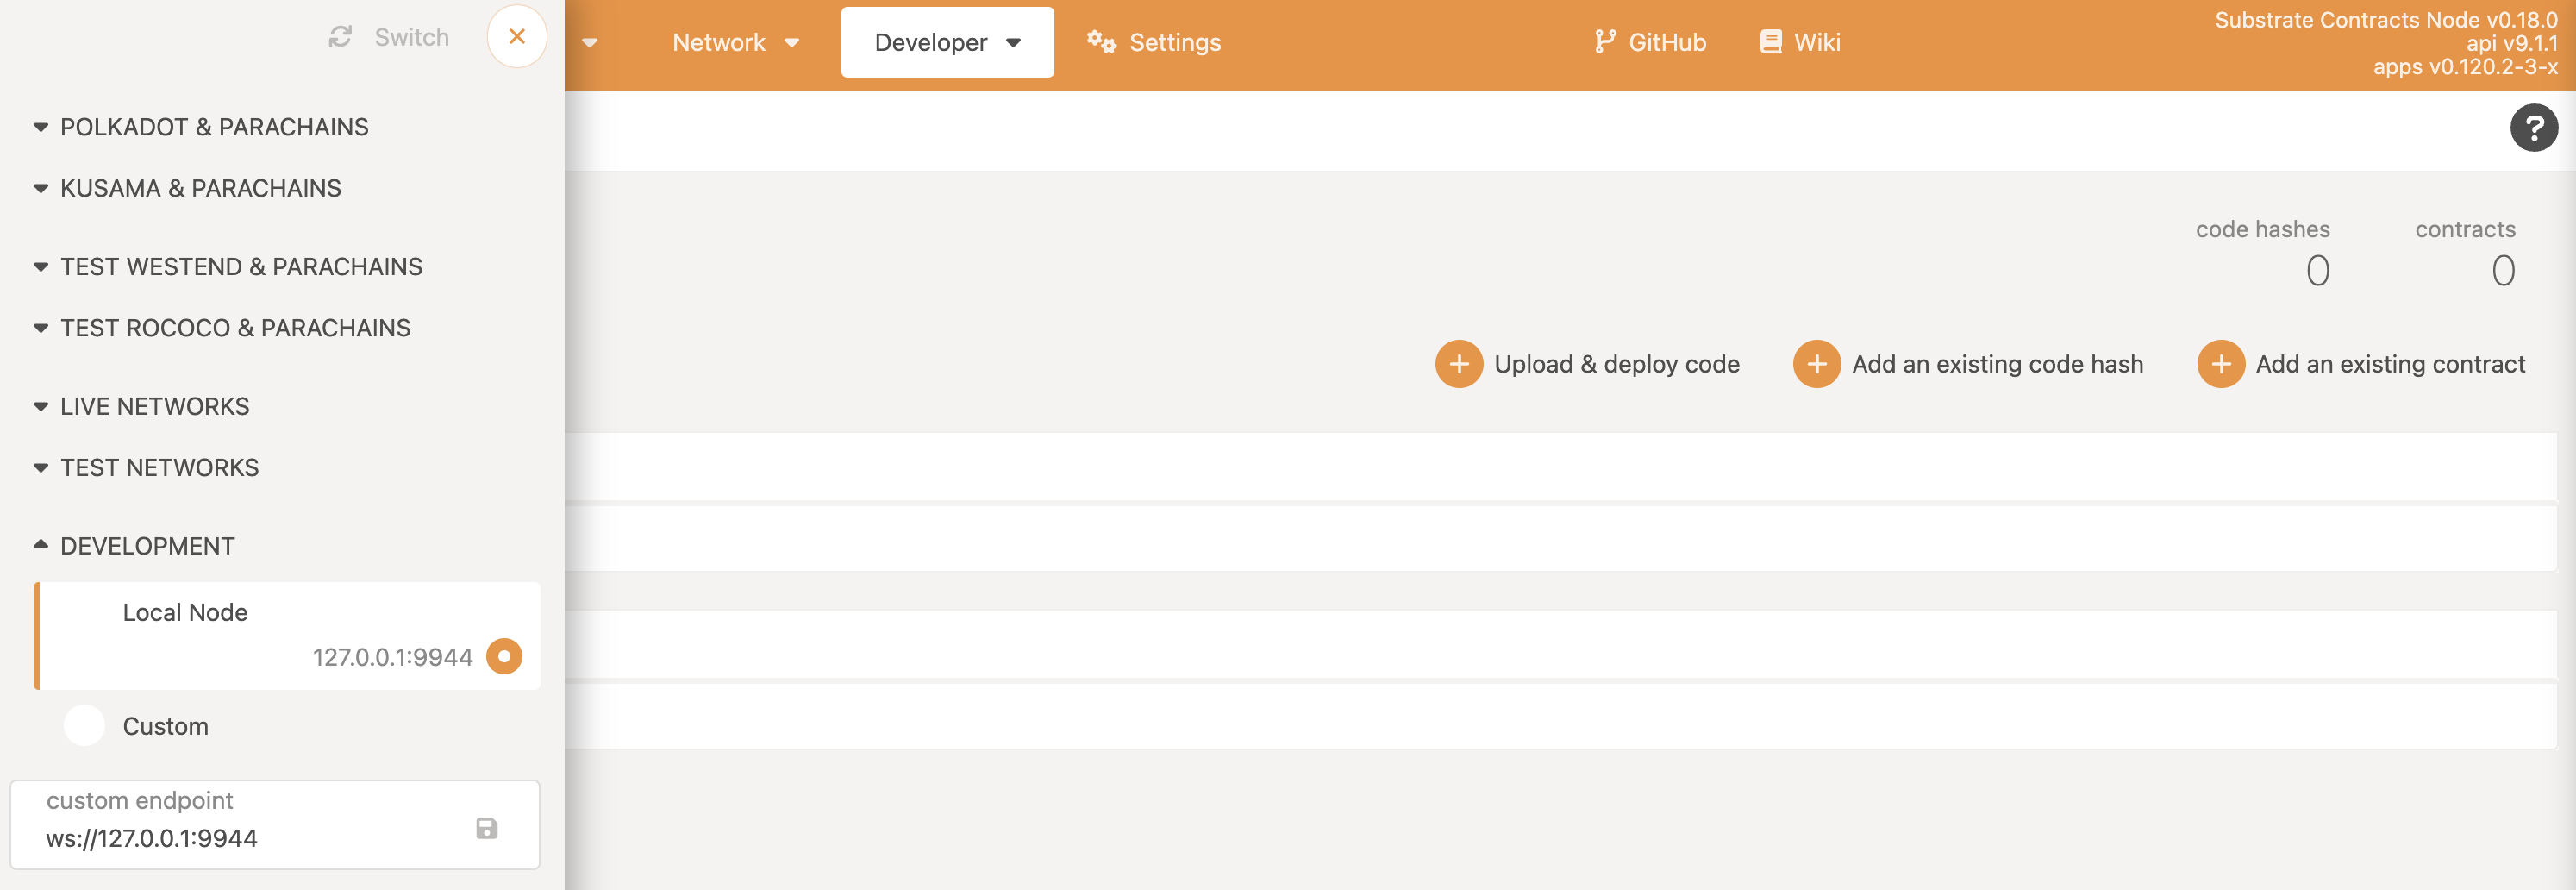 Switch
Network
Developer
Settings
GitHub
Wiki
Substrate Contracts Node v0.18.0
api v9.1.1
apps v0.120.2-3-x
POLKADOT & PARACHAINS
KUSAMA & PARACHAINS
TEST WESTEND & PARACHAINS
TEST ROCOCO & PARACHAINS
LIVE NETWORKS
TEST NETWORKS
DEVELOPMENT
Local Node
127.0.0.1:9944
Custom
custom endpoint
ws://127.0.0.1:9944
?
code hashes
0
contracts
0
Upload & deploy code
Add an existing code hash
Add an existing contract